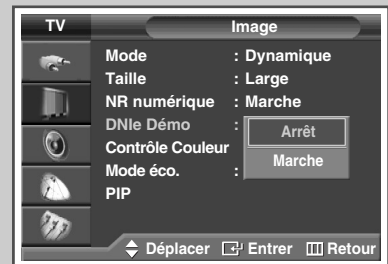 TV Image
Mode : Dynamique
Taille : Large
NR numérique : Marche
DNIe Démo : Arrêt
Contrôle Couleur Marche
Mode éco. :
PIP
Déplacer Entrer Retour